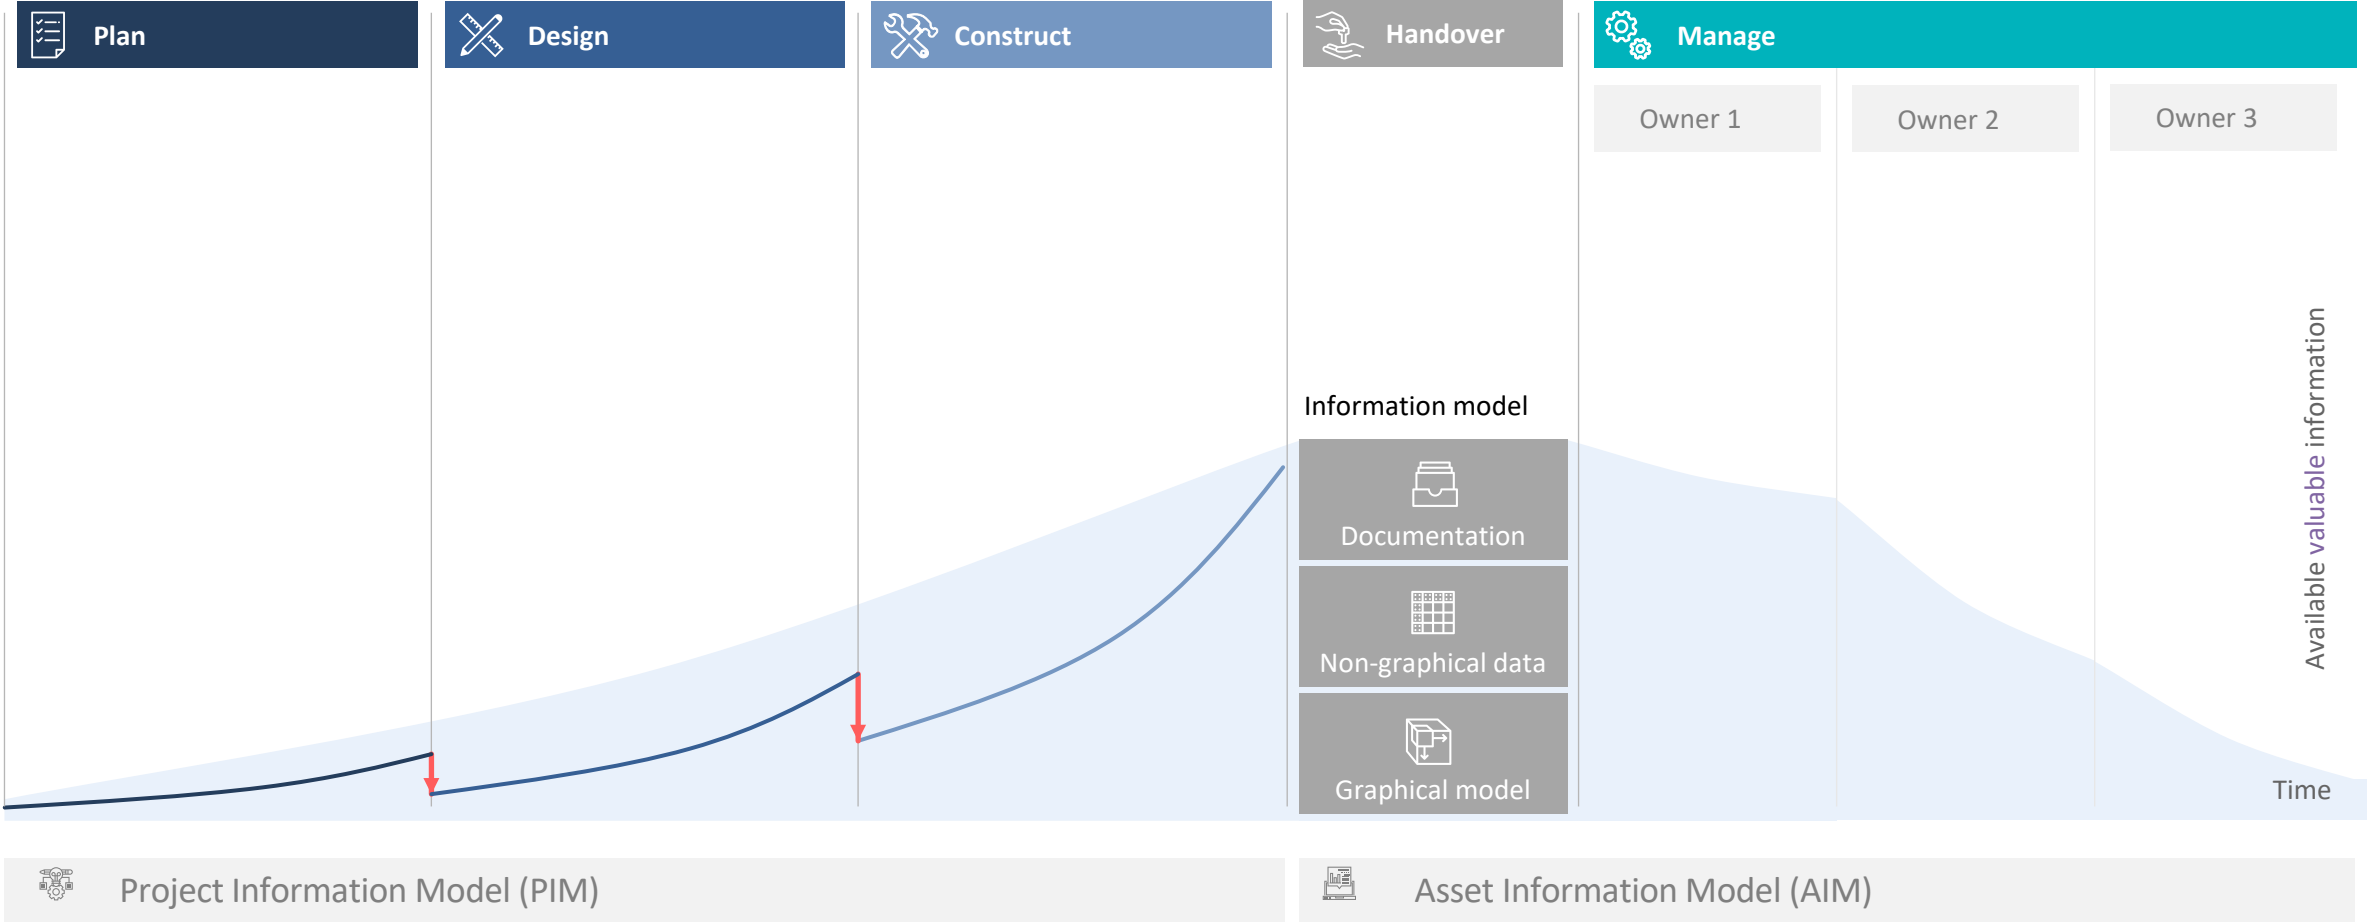 Plan
Design
Construct
Handover
Manage
Owner 1
Owner 2
Owner 3
Available valuable information
Information model
Documentation
Non-graphical data
Graphical model
Time
Project Information Model (PIM)
Asset Information Model (AIM)